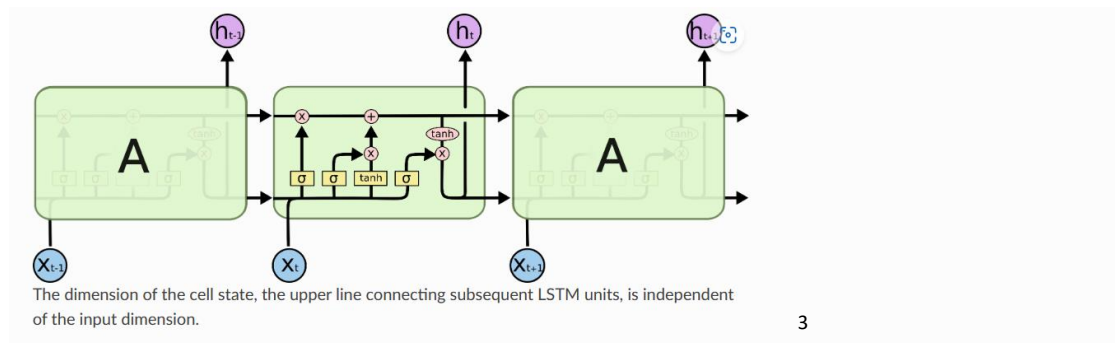 ht-1 ht ht+1
x + tanh
A x x A
σ σ tanh σ
Xt-1 Xt Xt+1
The dimension of the cell state, the upper line connecting subsequent LSTM units, is independent
of the input dimension.
3